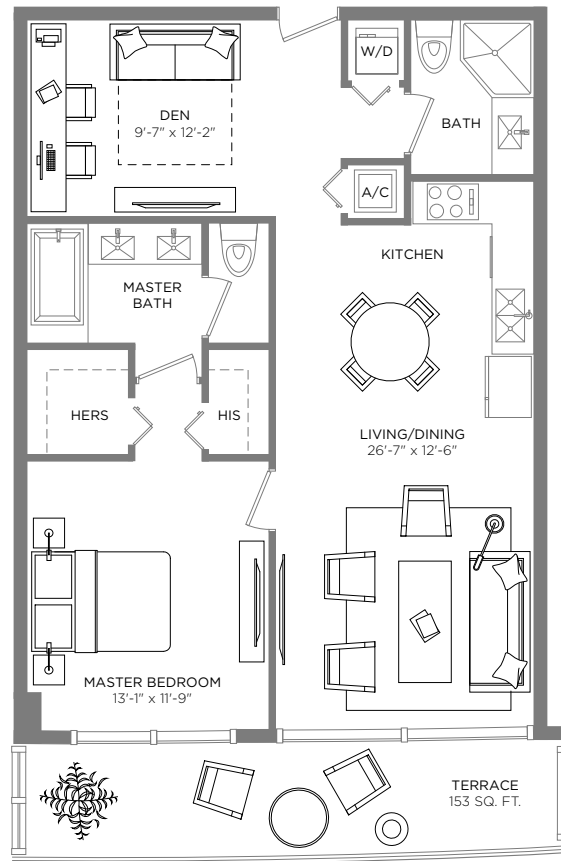 W/D
DEN
9'-7" x 12'-2"
BATH
A/C
KITCHEN
MASTER
BATH
HERS
HIS
LIVING/DINING
26'-7" x 12'-6"
MASTER BEDROOM
13'-1" x 11'-9"
TERRACE
153 SQ. FT.